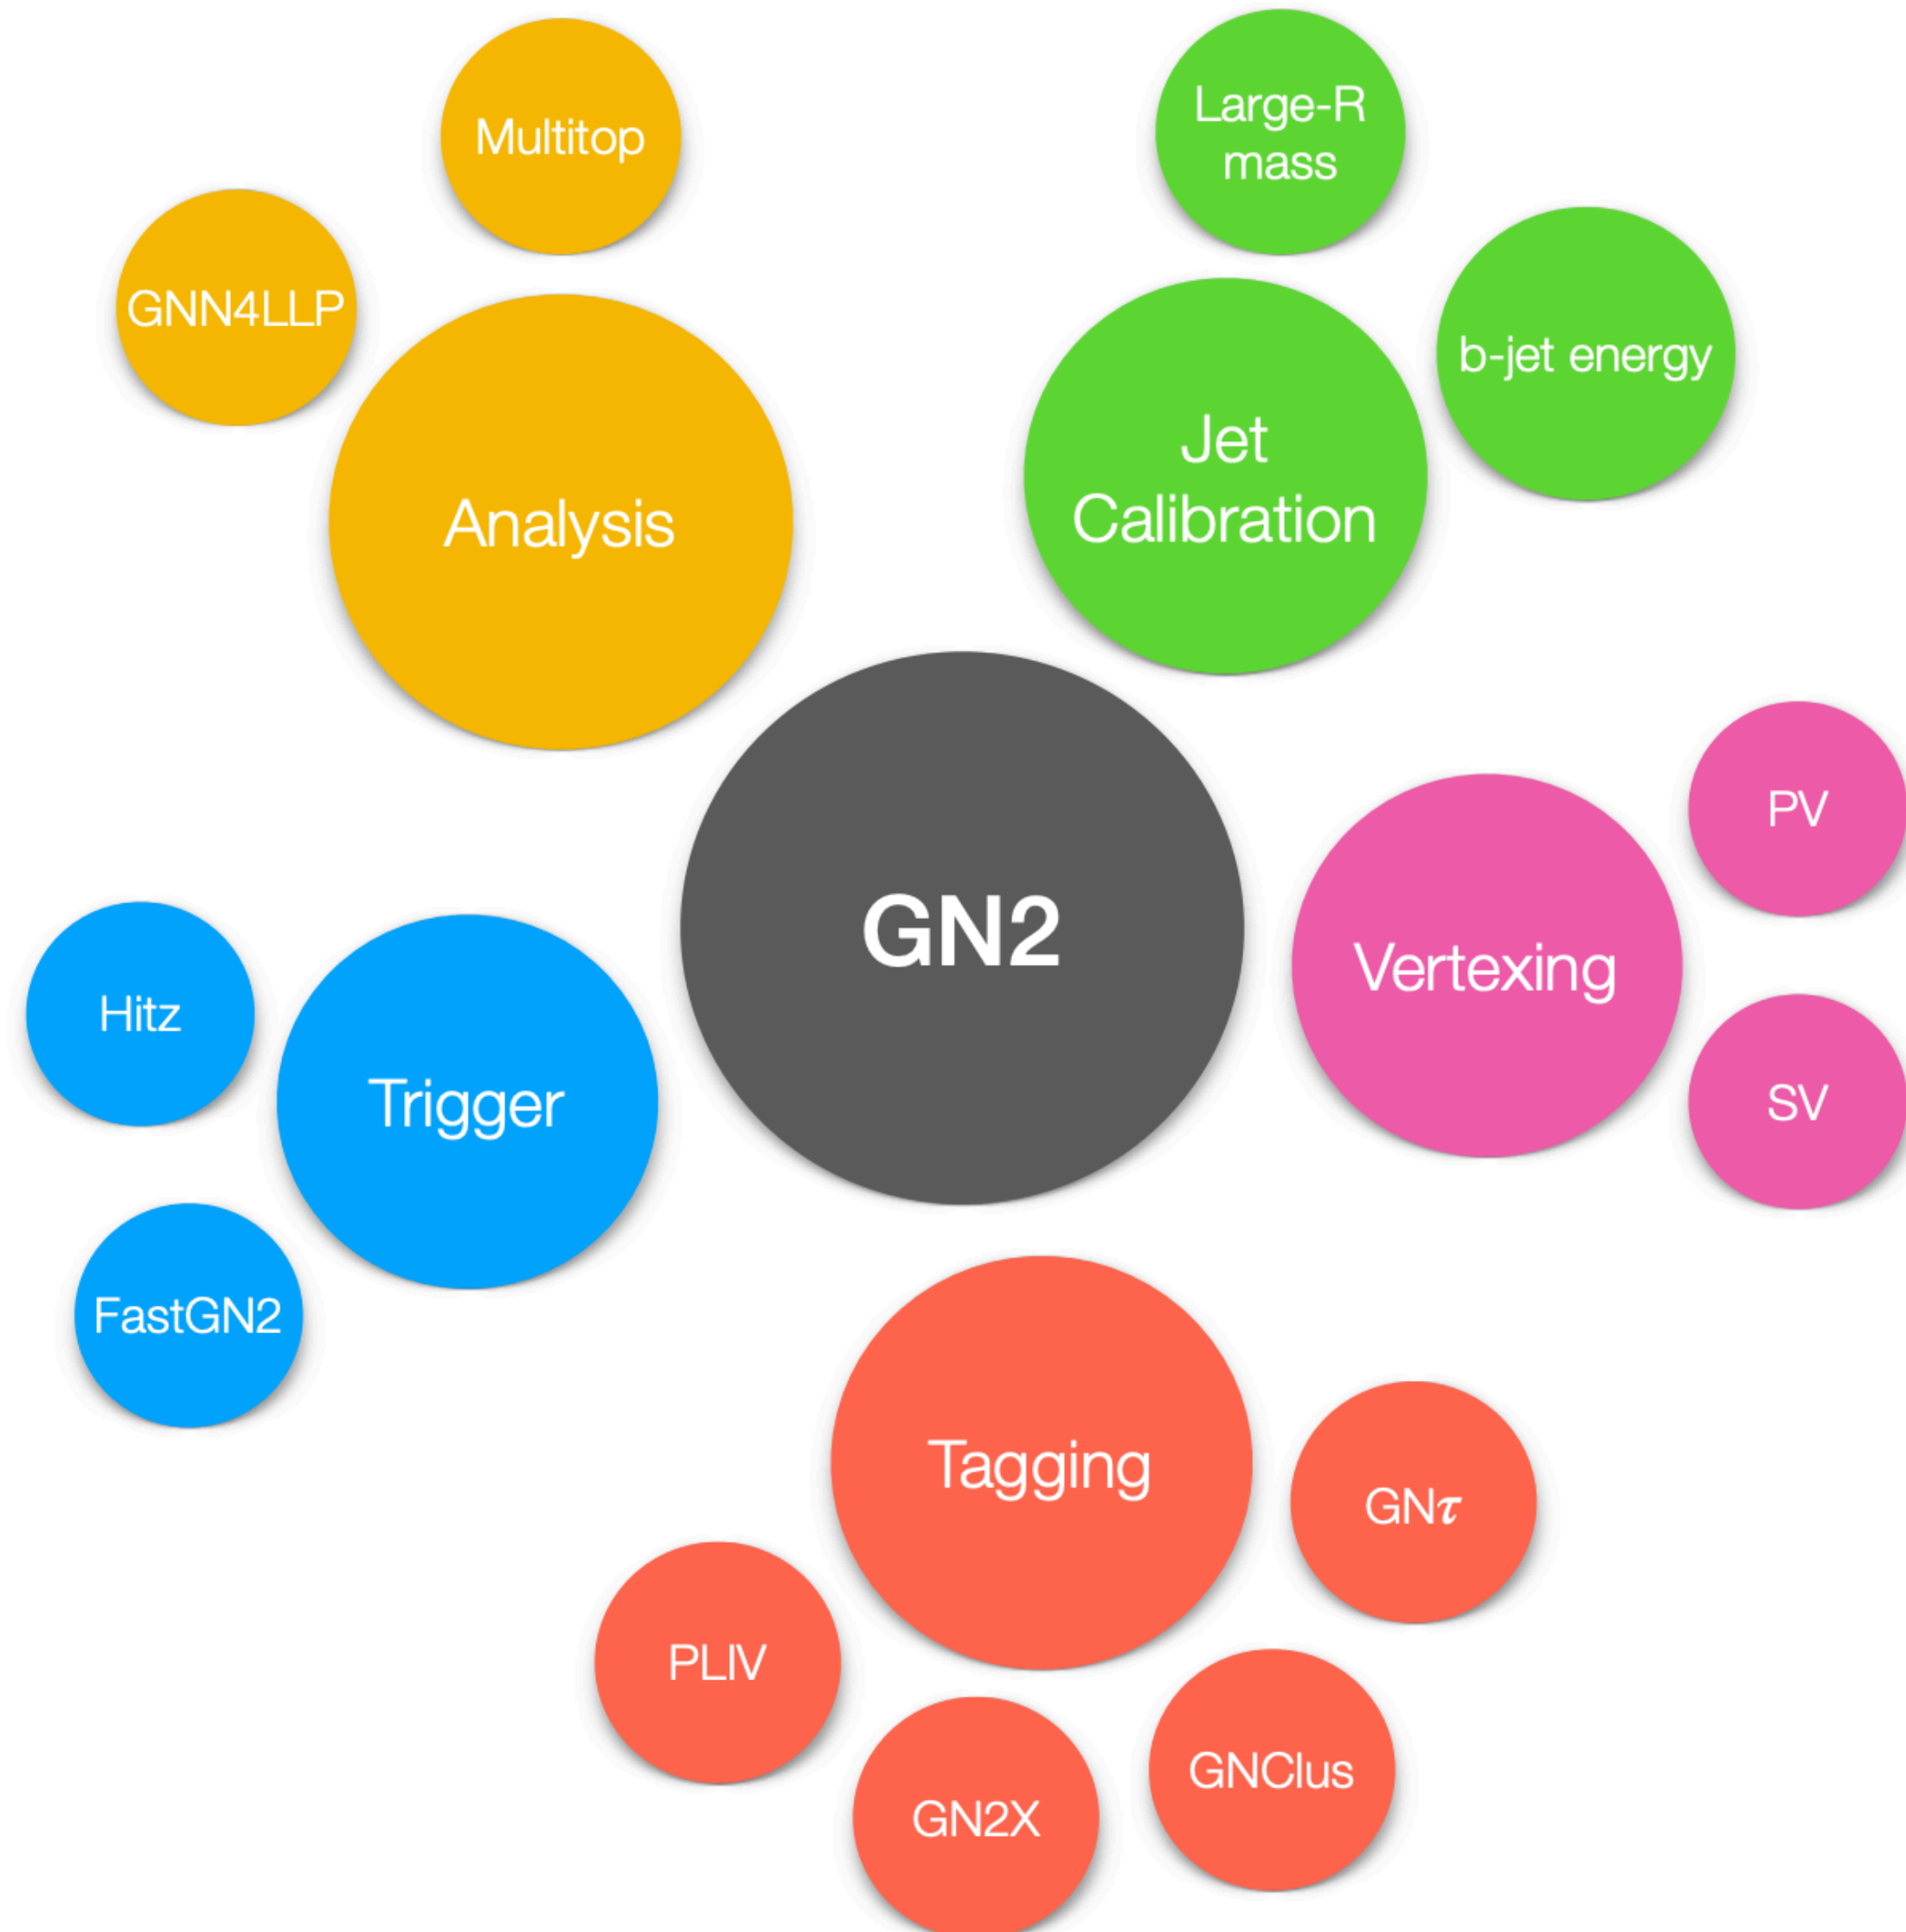 Multitop
Large-R
mass
GNN4LLP
b-jet energy
Analysis
Jet
Calibration
PV
GN2
Vertexing
Hitz
Trigger
SV
FastGN2
Tagging
GNτ
PLIV
GNClus
GN2X